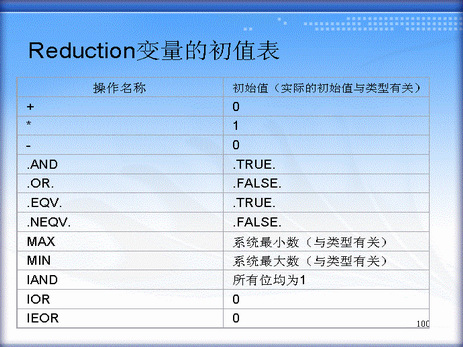 Reduction变量的初值表
操作名称 初始值（实际的初始值与类型有关）
+ 0
* 1
- 0
.AND .TRUE.
.OR. .FALSE.
.EQV. .TRUE.
.NEQV. .FALSE.
MAX 系统最小数（与类型有关）
MIN 系统最大数（与类型有关）
IAND 所有位均为1
IOR 0
IEOR 0
100